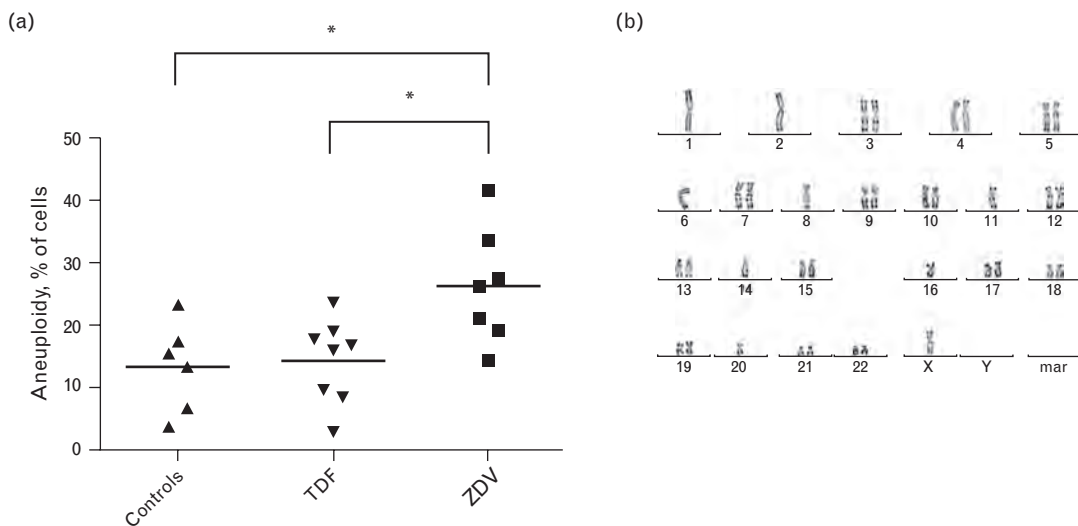 (a)
*
*
Aneuploidy, % of cells
50
40
30
20
10
0
Controls
TDF
ZDV
(b)
1 2 3 4 5
6 7 8 9 10 11 12
13 14 15 16 17 18
19 20 21 22 X Y mar